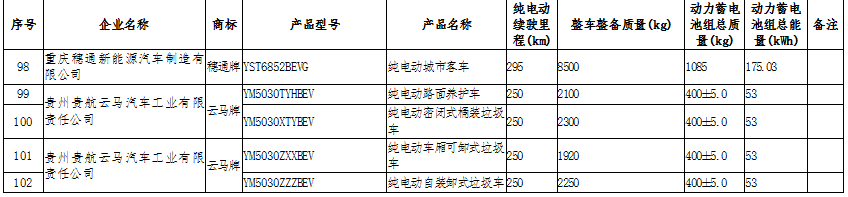 序号 企业名称 商标 产品型号 产品名称 纯电动续驶里程(km) 整车整备质量(kg) 动力蓄电池组总质量(kg) 动力蓄电池组总能量(kWh) 备注
98 重庆穗通新能源汽车制造有限公司 穗通牌 YST6852BEVG 纯电动城市客车 295 8500 1085 175.03
99 贵州贵航云马汽车工业有限责任公司 云马牌 YM5030TYHBEV 纯电动路面养护车 250 2100 400±5.0 53
100 YM5030XTYBEV 纯电动密闭式桶装垃圾车 250 2300 400±5.0 53
101 贵州贵航云马汽车工业有限责任公司 云马牌 YM5030ZXXBEV 纯电动车厢可卸式垃圾车 250 1920 400±5.0 53
102 YM5030ZZZBEV 纯电动自装卸式垃圾车 250 2250 400±5.0 53